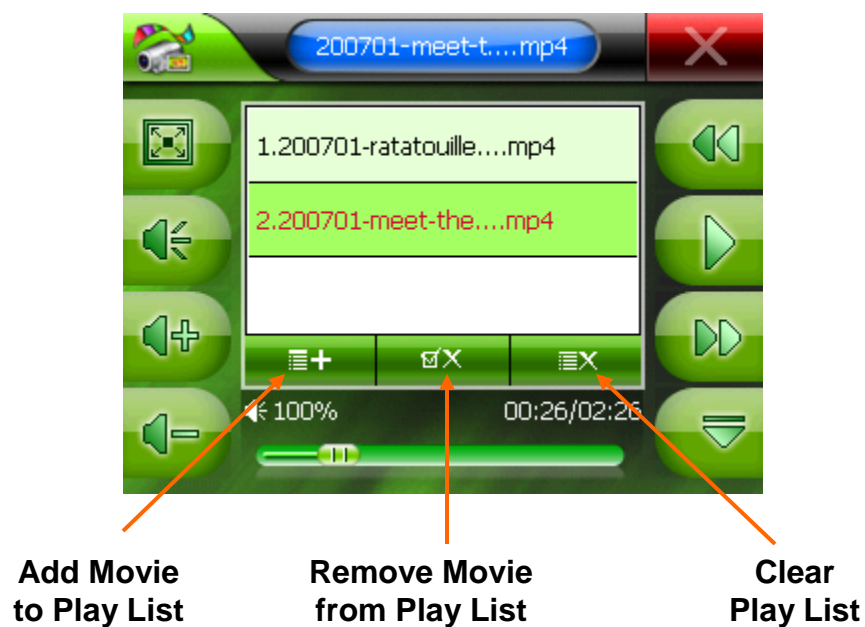 200701-meet-t....mp4
1.200701-ratatouille....mp4
2.200701-meet-the....mp4
100%
00:26/02:26
Add Movie
to Play List
Remove Movie
from Play List
Clear
Play List